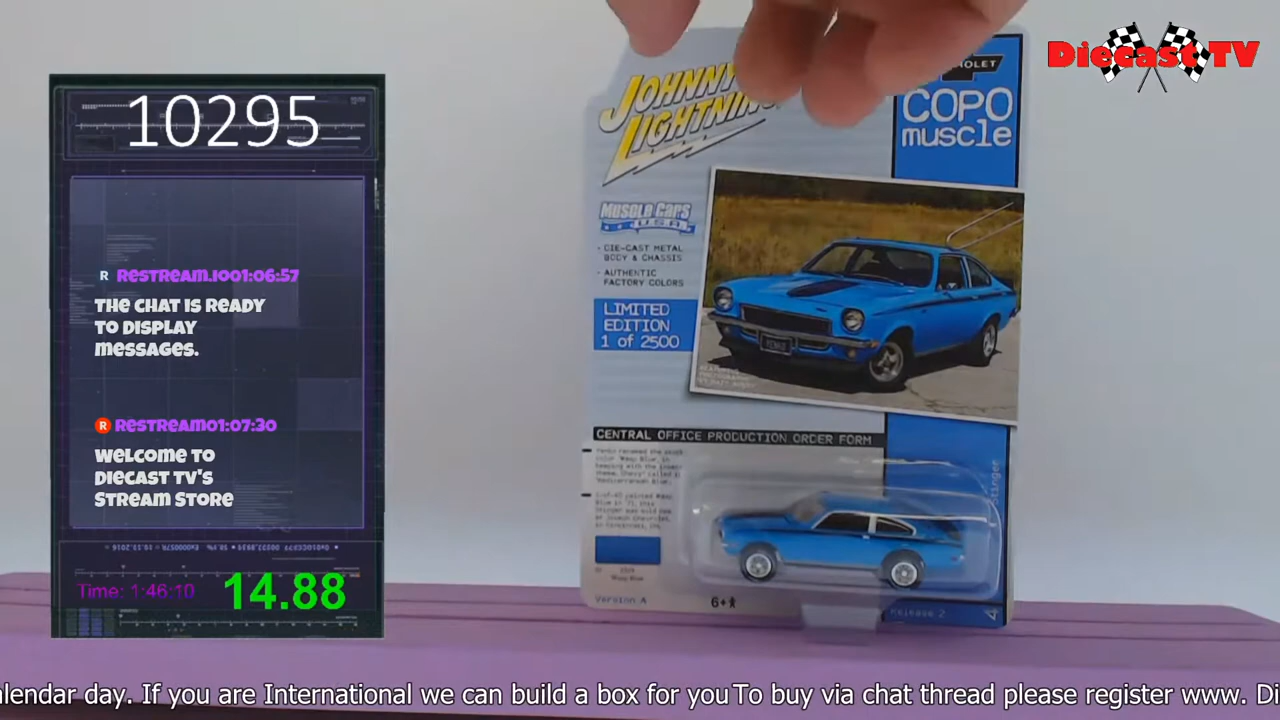 10295
Restream.io01:06:57
The chat is ready
to display
messages.
Restream01:07:30
Welcome to
Diecast TV's
Stream Store
Time: 1:46:10
14.88
Diecast TV
JOHNNY
LIGHTNING
COPO
muscle
MUSCLE CARS
U.S.A.
• DIE-CAST METAL
BODY & CHASSIS
• AUTHENTIC
FACTORY COLORS
LIMITED
EDITION
1 of 2500
CENTRAL OFFICE PRODUCTION ORDER FORM
Stinger
Version A
6+
Release 2
4
alendar day. If you are International we can build a box for you To buy via chat thread please register www. Di